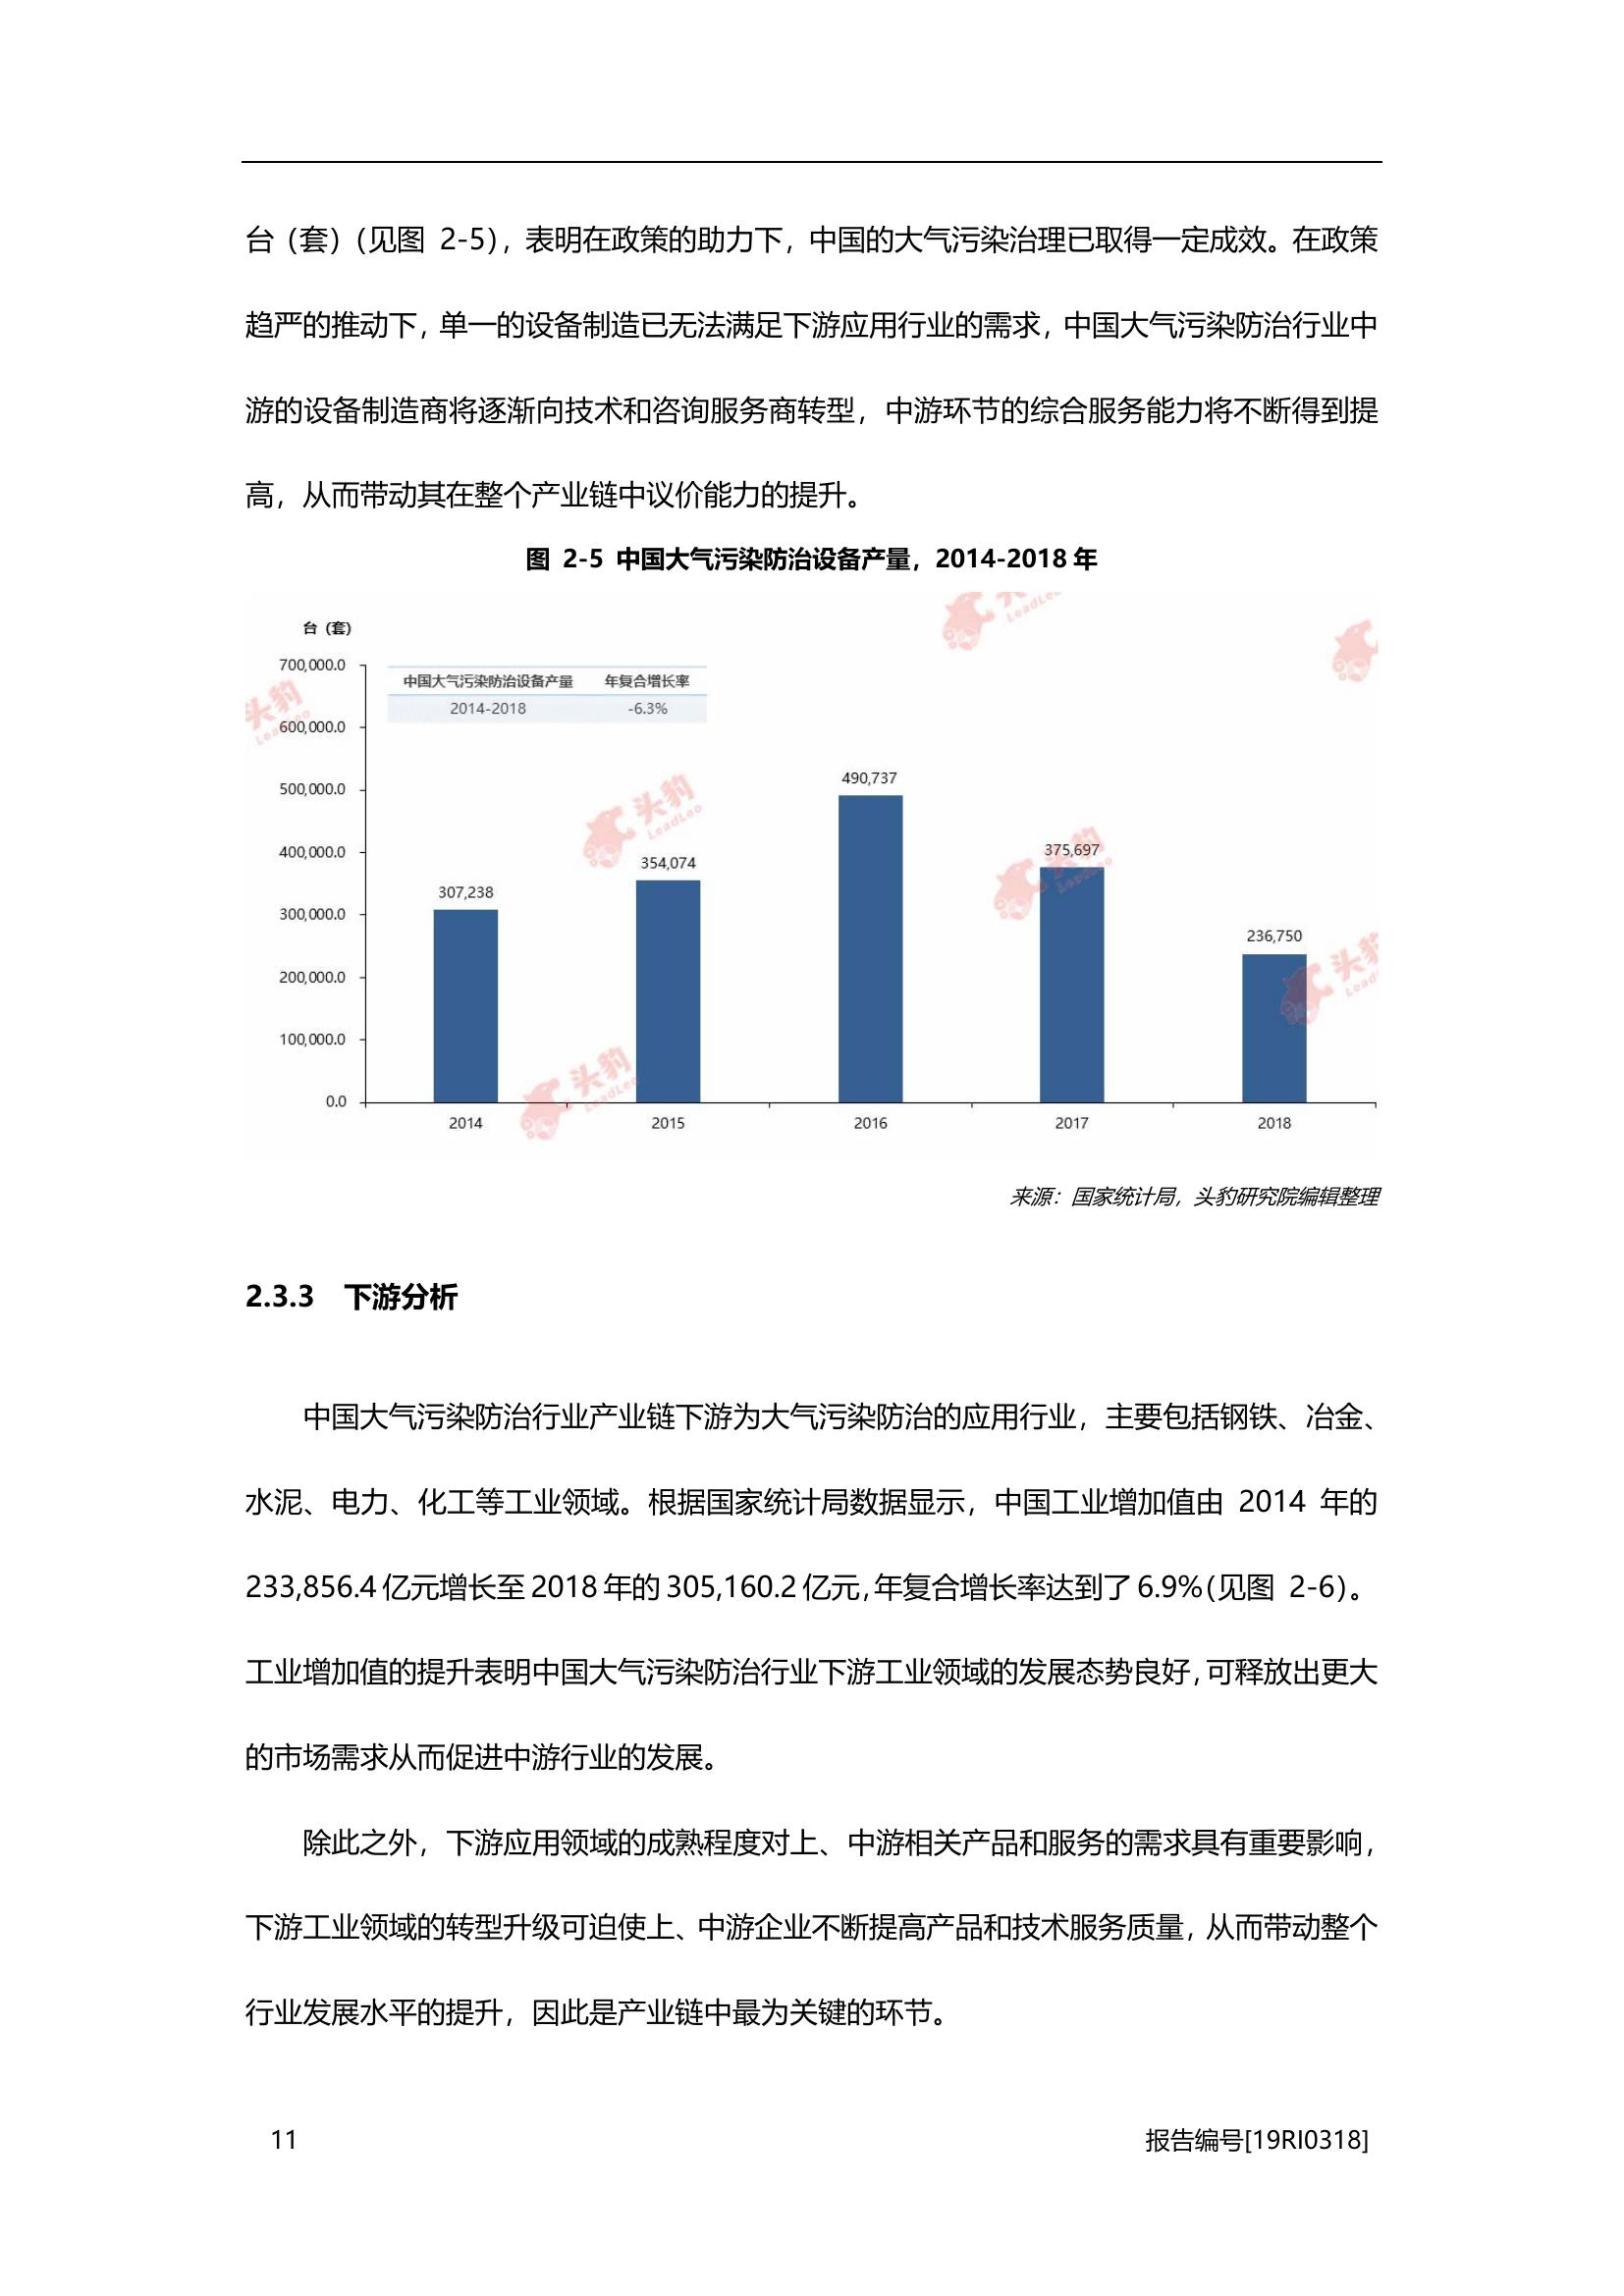 台（套）（见图 2-5），表明在政策的助力下，中国的大气污染治理已取得一定成效。在政策
趋严的推动下，单一的设备制造已无法满足下游应用行业的需求，中国大气污染防治行业中
游的设备制造商将逐渐向技术和咨询服务商转型，中游环节的综合服务能力将不断得到提
高，从而带动其在整个产业链中议价能力的提升。
图 2-5 中国大气污染防治设备产量，2014-2018 年
台（套）
700,000.0
600,000.0
500,000.0
400,000.0
300,000.0
200,000.0
100,000.0
0.0
中国大气污染防治设备产量 年复合增长率
2014-2018 -6.3%
307,238
354,074
490,737
375,697
236,750
2014 2015 2016 2017 2018
头豹
LeadLeo
头豹
LeadLeo
头豹
LeadLeo
头豹
LeadLeo
来源：国家统计局，头豹研究院编辑整理
2.3.3 下游分析
中国大气污染防治行业产业链下游为大气污染防治的应用行业，主要包括钢铁、冶金、
水泥、电力、化工等工业领域。根据国家统计局数据显示，中国工业增加值由 2014 年的
233,856.4 亿元增长至 2018 年的 305,160.2 亿元，年复合增长率达到了 6.9%（见图 2-6）。
工业增加值的提升表明中国大气污染防治行业下游工业领域的发展态势良好，可释放出更大
的市场需求从而促进中游行业的发展。
除此之外，下游应用领域的成熟程度对上、中游相关产品和服务的需求具有重要影响，
下游工业领域的转型升级可迫使上、中游企业不断提高产品和技术服务质量，从而带动整个
行业发展水平的提升，因此是产业链中最为关键的环节。
11 报告编号[19RI0318]